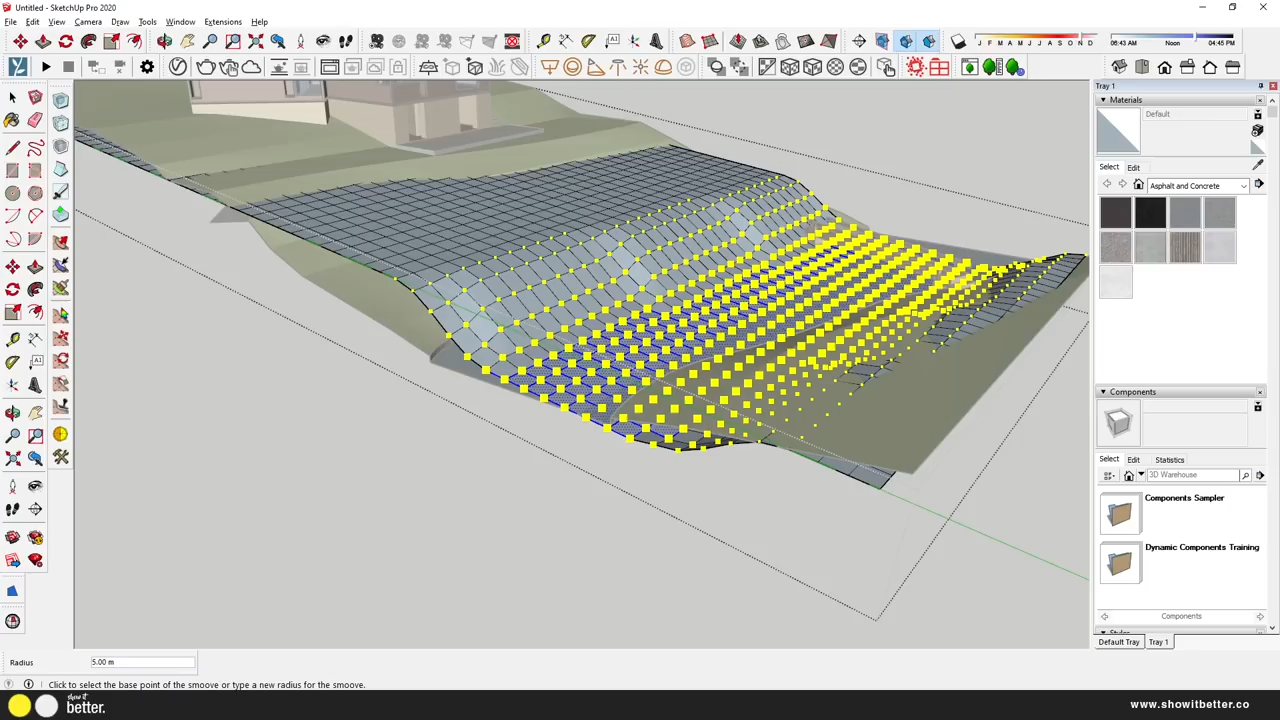 Untitled - SketchUp Pro 2020
File Edit View Camera Draw Tools Window Extensions Help
J F M A M J J A S O N D
06:43 AM Noon 04:45 PM
Tray 1
Materials
Default
Select Edit
Asphalt and Concrete
Components
Select Edit Statistics
3D Warehouse
Components Sampler
Dynamic Components Training
Components
Styles
Default Tray Tray 1
Radius 5.00 m
Click to select the base point of the smoove or type a new radius for the smoove.
show it
better.
www.showitbetter.co